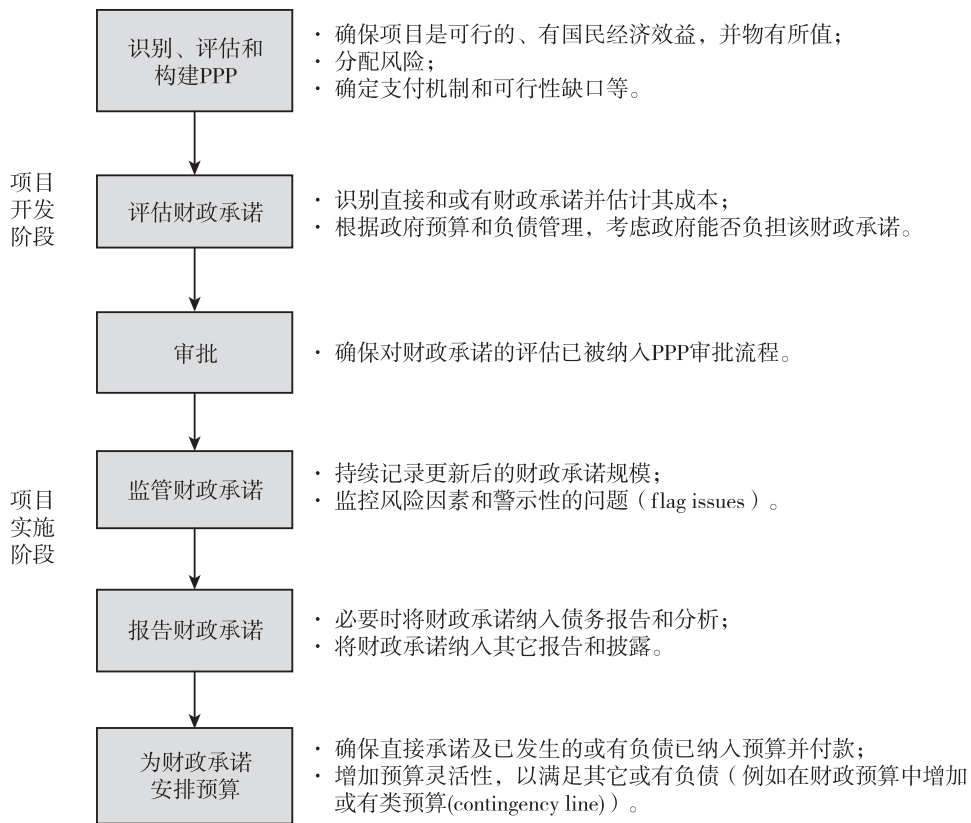 识别、评估和
构建PPP
· 确保项目是可行的、有国民经济效益，并物有所值；
· 分配风险；
· 确定支付机制和可行性缺口等。
项目
开发
阶段
评估财政承诺
· 识别直接和或有财政承诺并估计其成本；
· 根据政府预算和负债管理，考虑政府能否负担该财政承诺。
审批
· 确保对财政承诺的评估已被纳入PPP审批流程。
项目
实施
阶段
监管财政承诺
· 持续记录更新后的财政承诺规模；
· 监控风险因素和警示性的问题（flag issues）。
报告财政承诺
· 必要时将财政承诺纳入债务报告和分析；
· 将财政承诺纳入其它报告和披露。
为财政承诺
安排预算
· 确保直接承诺及已发生的或有负债已纳入预算并付款；
· 增加预算灵活性，以满足其它或有负债（例如在财政预算中增加
或有类预算(contingency line)）。